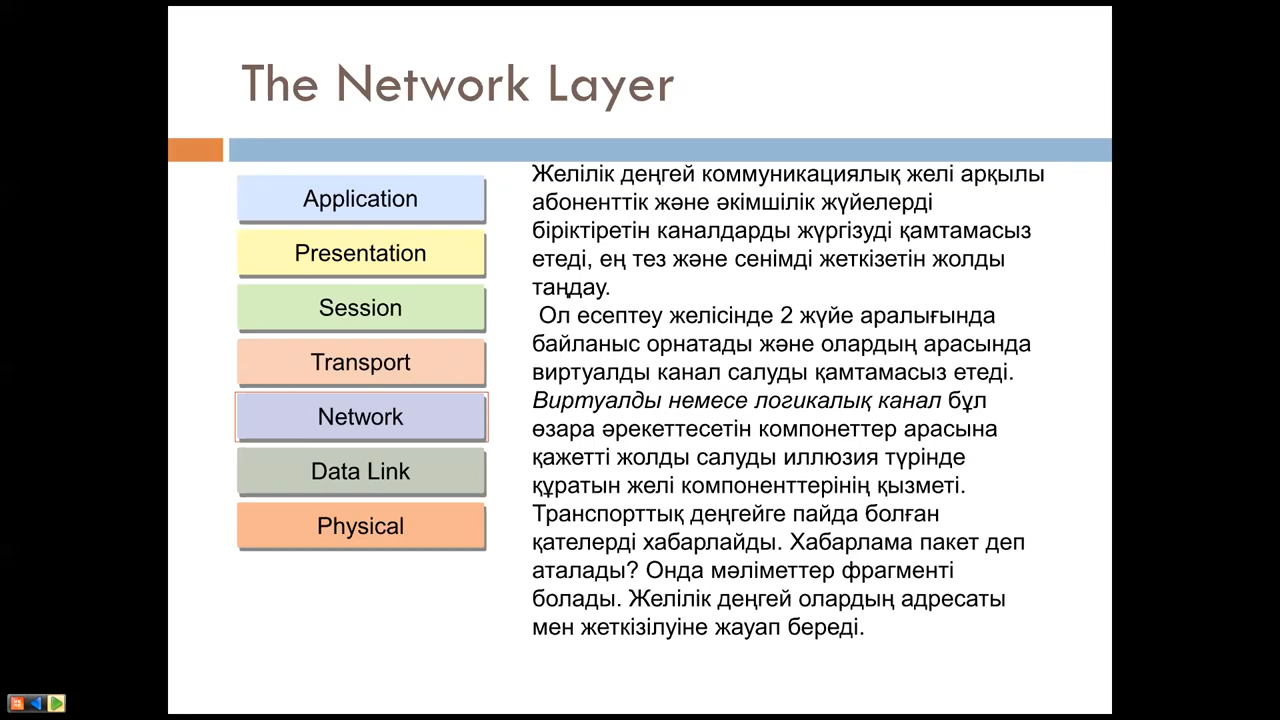 The Network Layer
Application
Presentation
Session
Transport
Network
Data Link
Physical
Желілік деңгей коммуникациялық желі арқылы
абоненттік және әкімшілік жүйелерді
біріктіретін каналдарды жүргізуді қамтамасыз
етеді, ең тез және сенімді жеткізетін жолды
таңдау.
Ол есептеу желісінде 2 жүйе аралығында
байланыс орнатады және олардың арасында
виртуалды канал салуды қамтамасыз етеді.
Виртуалды немесе логикалық канал бұл
өзара әрекеттесетін компонеттер арасына
қажетті жолды салуды иллюзия түрінде
құратын желі компоненттерінің қызметі.
Транспорттық деңгейге пайда болған
қателерді хабарлайды. Хабарлама пакет деп
аталады? Онда мәліметтер фрагменті
болады. Желілік деңгей олардың адресаты
мен жеткізілуіне жауап береді.